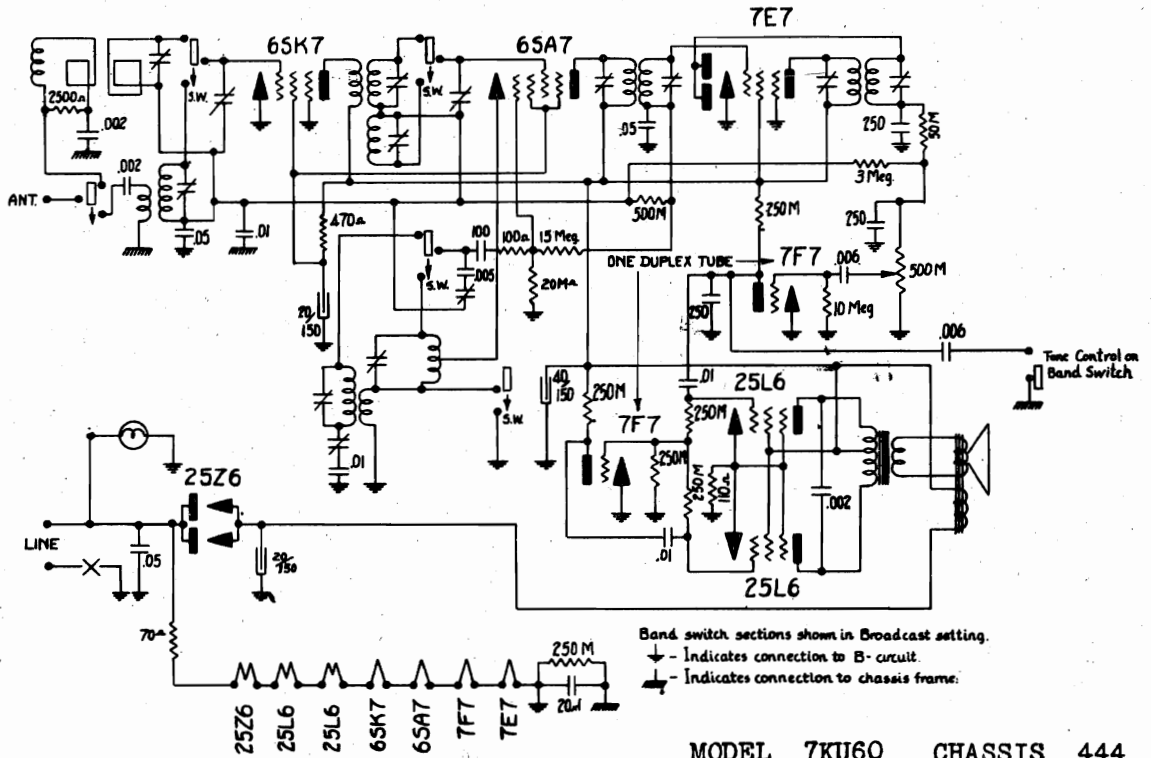 7E7
6SK7
6SA7
2500Ω
.002
S.W.
S.W.
.05
250
50M
3 Meg.
.002
ANT.
.05
.01
470Ω
500M
250M
250
100
100Ω
15 Meg.
ONE DUPLEX TUBE
7F7
.006
500M
.005
S.W.
20MΩ
250
10 Meg
20/150
.006
Tone Control on
Band Switch
40/150
250M
.01
25L6
7F7
250M
S.W.
.01
250M
250M
110Ω
.002
25Z6
LINE
.05
20/150
.01
25L6
70Ω
Band switch sections shown in Broadcast setting.
- Indicates connection to B- circuit.
- Indicates connection to chassis frame.
250M
25Z6
25L6
25L6
6SK7
6SA7
7F7
7E7
MODEL 7KU60 CHASSIS 444